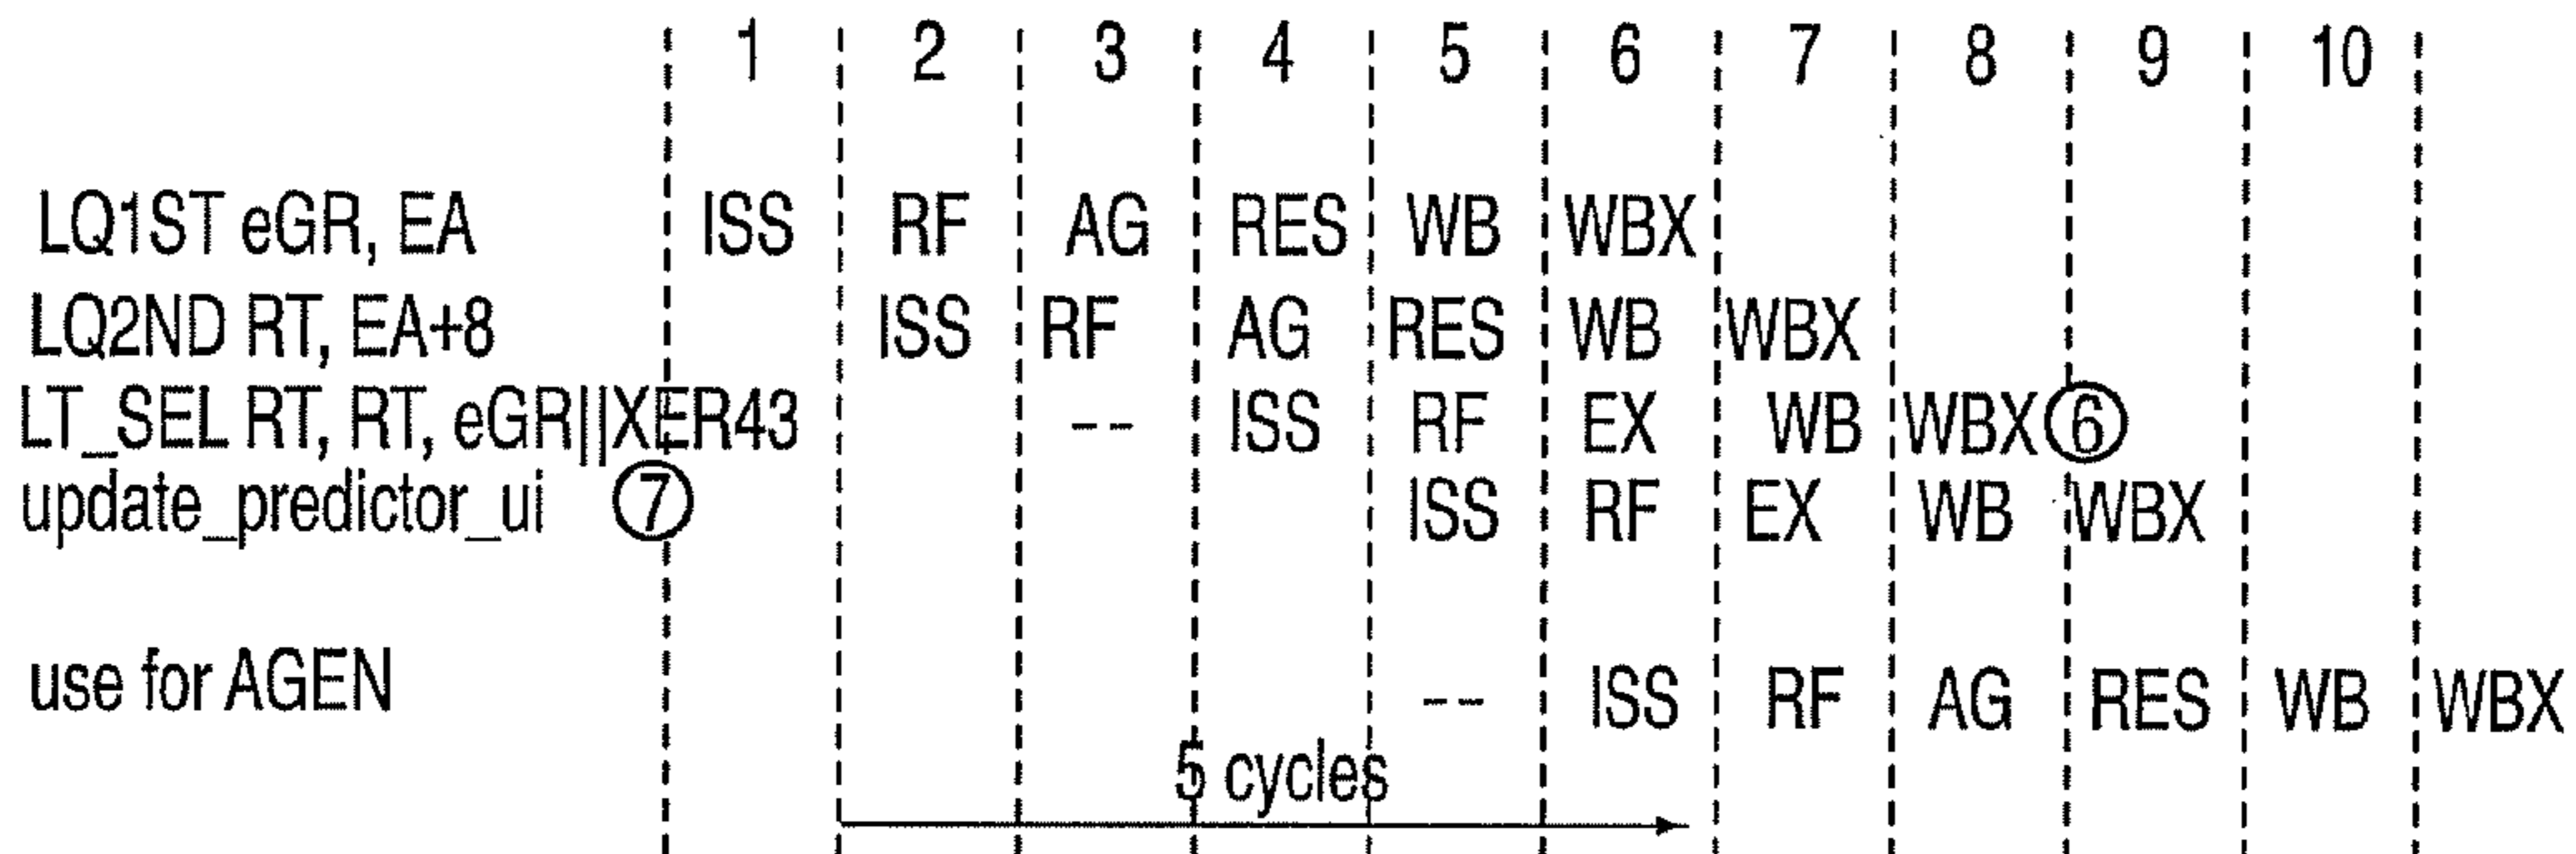 1 2 3 4 5 6 7 8 9 10
LQ1ST eGR, EA ISS RF AG RES WB WBX
LQ2ND RT, EA+8 ISS RF AG RES WB WBX
LT_SEL RT, RT, eGR||XER43 -- ISS RF EX WB WBX 6
update_predictor_ui 7 ISS RF EX WB WBX
use for AGEN -- ISS RF AG RES WB WBX
5 cycles